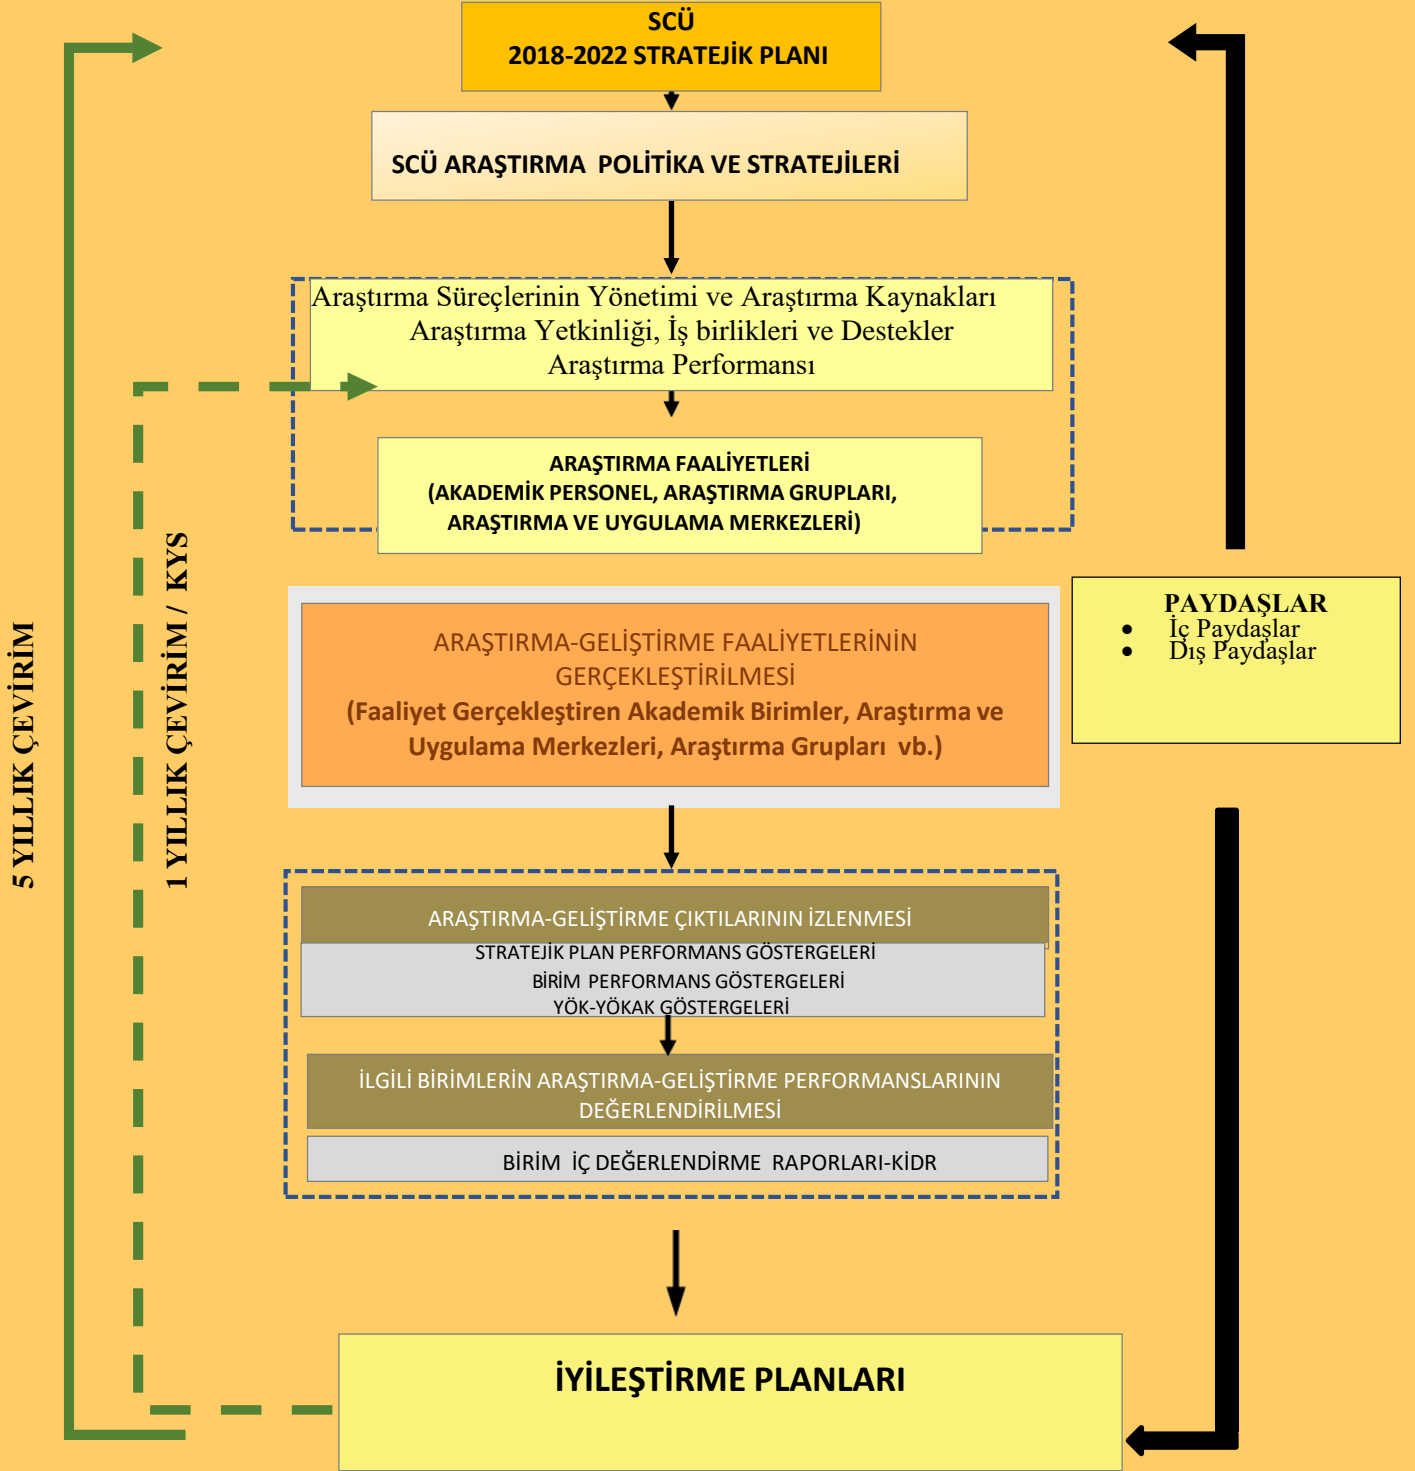 SCÜ
2018-2022 STRATEJİK PLANI
SCÜ ARAŞTIRMA POLİTİKA VE STRATEJİLERİ
Araştırma Süreçlerinin Yönetimi ve Araştırma Kaynakları
Araştırma Yetkinliği, İş birlikleri ve Destekler
Araştırma Performansı
ARAŞTIRMA FAALİYETLERİ
(AKADEMİK PERSONEL, ARAŞTIRMA GRUPLARI,
ARAŞTIRMA VE UYGULAMA MERKEZLERİ)
5 YILLIK ÇEVİRİM
1 YILLIK ÇEVİRİM / KYS
ARAŞTIRMA-GELİŞTİRME FAALİYETLERİNİN
GERÇEKLEŞTİRİLMESİ
(Faaliyet Gerçekleştiren Akademik Birimler, Araştırma ve
Uygulama Merkezleri, Araştırma Grupları vb.)
PAYDAŞLAR
• İç Paydaşlar
• Dış Paydaşlar
ARAŞTIRMA-GELİŞTİRME ÇIKTILARININ İZLENMESİ
STRATEJİK PLAN PERFORMANS GÖSTERGELERİ
BİRİM PERFORMANS GÖSTERGELERİ
YÖK-YÖKAK GÖSTERGELERİ
İLGİLİ BİRİMLERİN ARAŞTIRMA-GELİŞTİRME PERFORMANSLARININ
DEĞERLENDİRİLMESİ
BİRİM İÇ DEĞERLENDİRME RAPORLARI-KİDR
İYİLEŞTİRME PLANLARI